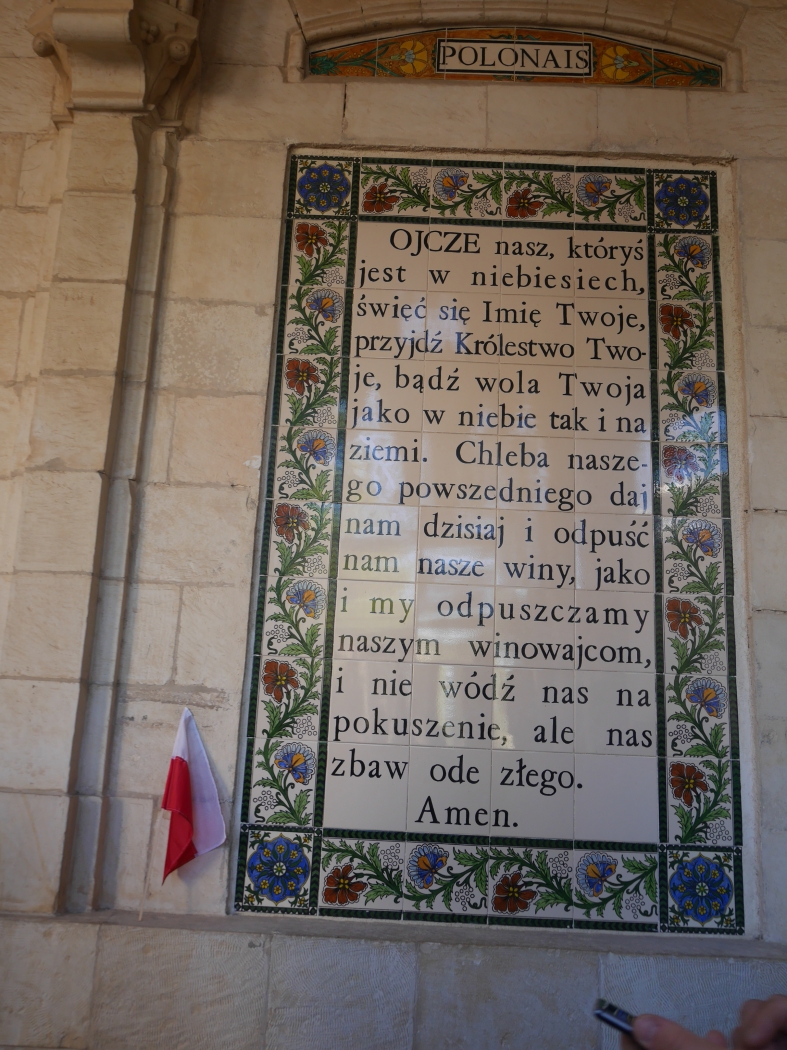 POLONAIS
OJCZE nasz, któryś
jest w niebiesiech,
święć się Imię Twoje,
przyjdź Królestwo Two-
je, bądź wola Twoja
jako w niebie tak i na
ziemi. Chleba nasze-
go powszedniego daj
nam dzisiaj i odpuść
nam nasze winy, jako
i my odpuszczamy
naszym winowajcom,
i nie wódź nas na
pokuszenie, ale nas
zbaw ode złego.
Amen.